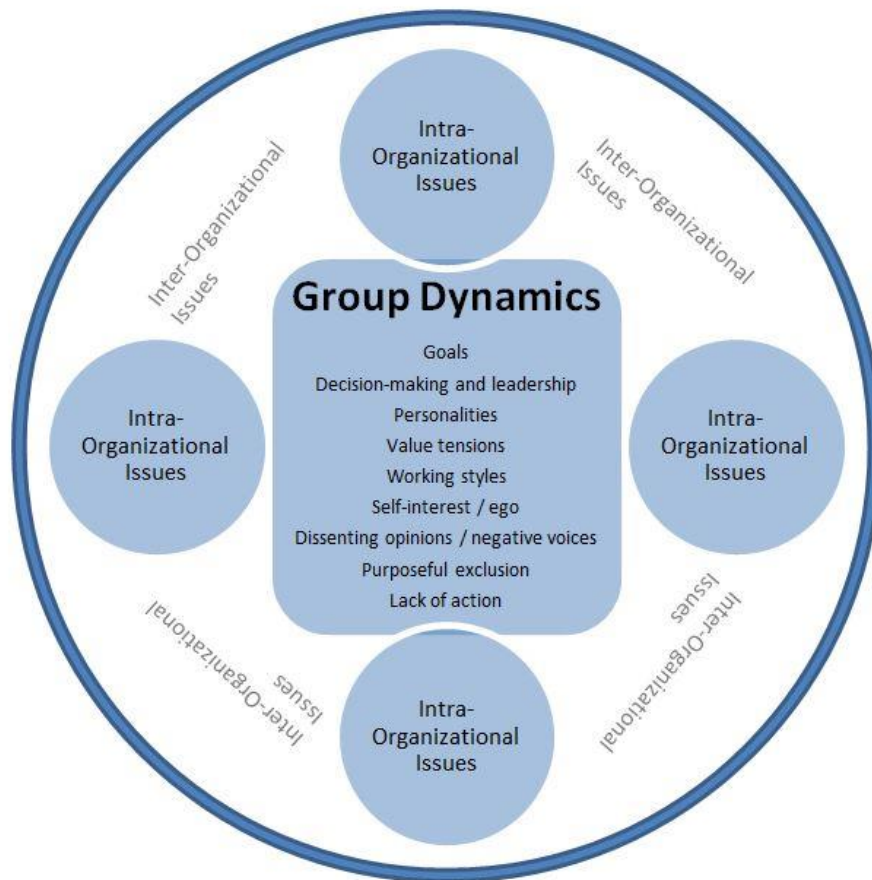 Intra-
Organizational
Issues
Inter-Organizational
Issues
Inter-Organizational
Issues
Group Dynamics
Goals
Decision-making and leadership
Personalities
Value tensions
Working styles
Self-interest / ego
Dissenting opinions / negative voices
Purposeful exclusion
Lack of action
Intra-
Organizational
Issues
Intra-
Organizational
Issues
Inter-Organizational
Issues
Inter-Organizational
Issues
Intra-
Organizational
Issues